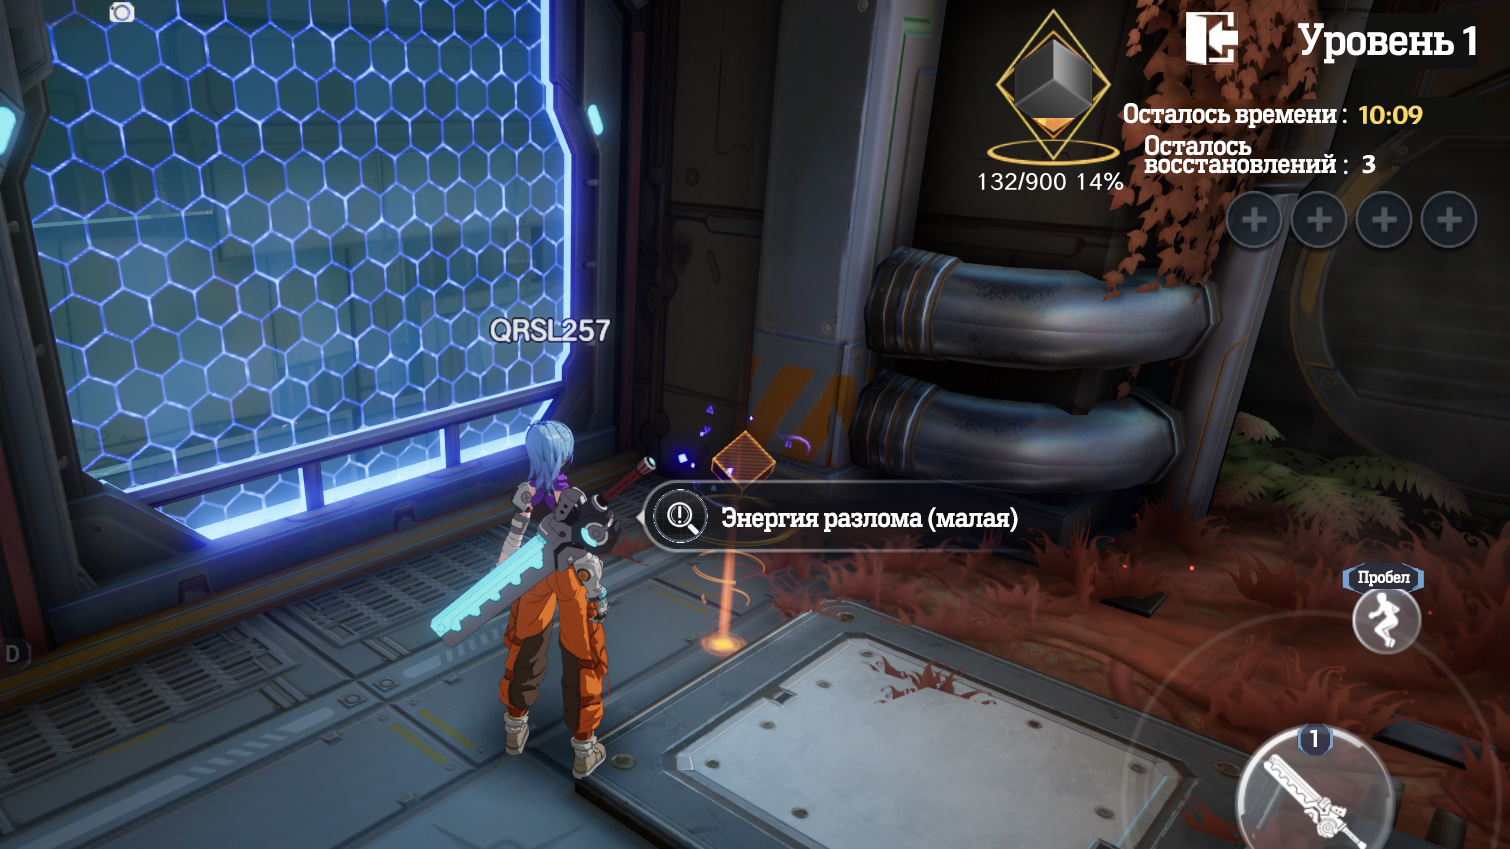 Уровень 1
Осталось времени : 10:09
Осталось
восстановлений : 3
132/900 14%
QRSL257
Энергия разлома (малая)
Пробел
D
1